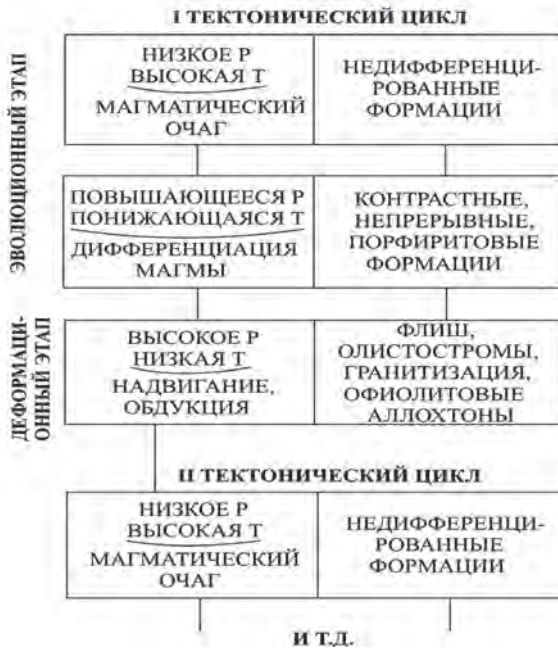 I ТЕКТОНИЧЕСКИЙ ЦИКЛ
ЭВОЛЮЦИОННЫЙ ЭТАП
НИЗКОЕ Р
ВЫСОКАЯ Т
МАГМАТИЧЕСКИЙ
ОЧАГ
НЕДИФФЕРЕНЦИ-
РОВАННЫЕ
ФОРМАЦИИ
ПОВЫШАЮЩЕЕСЯ Р
ПОНИЖАЮЩАЯСЯ Т
ДИФФЕРЕНЦИАЦИЯ
МАГМЫ
КОНТРАСТНЫЕ,
НЕПРЕРЫВНЫЕ,
ПОРФИРИТОВЫЕ
ФОРМАЦИИ
ДЕФОРМАЦИ-
ОННЫЙ ЭТАП
ВЫСОКОЕ Р
НИЗКАЯ Т
НАДВИГАНИЕ,
ОБДУКЦИЯ
ФЛИШ,
ОЛИСТОСТРОМЫ,
ГРАНИТИЗАЦИЯ,
ОФИОЛИТОВЫЕ
АЛЛОХТОНЫ
II ТЕКТОНИЧЕСКИЙ ЦИКЛ
НИЗКОЕ Р
ВЫСОКАЯ Т
МАГМАТИЧЕСКИЙ
ОЧАГ
НЕДИФФЕРЕНЦИ-
РОВАННЫЕ
ФОРМАЦИИ
И Т.Д.